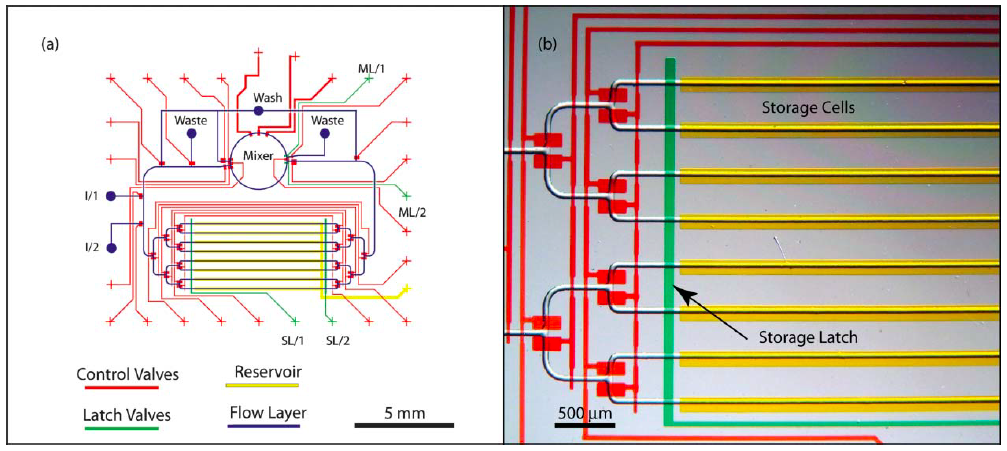 (a)
ML/1
Wash
Waste
Waste
Mixer
I/1
ML/2
I/2
SL/1
SL/2
Control Valves
Reservoir
Latch Valves
Flow Layer
5 mm
(b)
Storage Cells
Storage Latch
500 µm